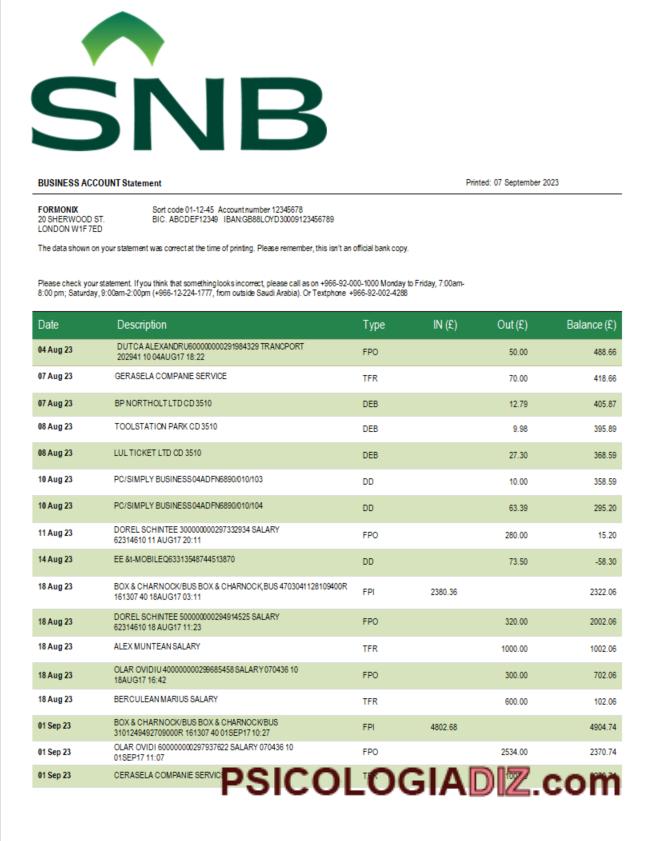 SNB
BUSINESS ACCOUNT Statement Printed: 07 September 2023
FORMONIX Sort code 01-12-45 Account number 12345678
20 SHERWOOD ST. BIC. ABCDEF12349 IBAN:GB88LOYD30009123456789
LONDON W1F7ED
The data shown on your statement was correct at the time of printing. Please remember, this isn't an official bank copy.
Please check your statement. If you think that something looks incorrect, please call as on +966-92-000-1000 Monday to Friday, 7:00am-
8:00 pm; Saturday, 9:00am-2:00pm (+966-12-224-1777, from outside Saudi Arabia). Or Textphone +966-92-002-4288
Date Description Type IN (£) Out (£) Balance (£)
04 Aug 23 DUTCA ALEXANDRU600000000291984329 TRANCPORT
202941 10 04AUG17 18:22 FPO 50.00 488.66
07 Aug 23 GERASELA COMPANIE SERVICE TFR 70.00 418.66
07 Aug 23 BP NORTHOLT LTD CD 3510 DEB 12.79 405.87
08 Aug 23 TOOLSTATION PARK CD 3510 DEB 9.98 395.89
08 Aug 23 LUL TICKET LTD CD 3510 DEB 27.30 368.59
10 Aug 23 PC/SIMPLY BUSINESS04ADFN6890/010/103 DD 10.00 358.59
10 Aug 23 PC/SIMPLY BUSINESS04ADFN6890/010/104 DD 63.39 295.20
11 Aug 23 DOREL SCHINTEE 300000000297332934 SALARY
62314610 11 AUG17 20:11 FPO 280.00 15.20
14 Aug 23 EE &t-MOBILEQ63313548744513870 DD 73.50 -58.30
18 Aug 23 BOX & CHARNOCK/BUS BOX & CHARNOCK,BUS 4703041128109400R
161307 40 18AUG17 03:11 FPI 2380.36 2322.06
18 Aug 23 DOREL SCHINTEE 500000000294914525 SALARY
62314610 18 AUG17 11:23 FPO 320.00 2002.06
18 Aug 23 ALEX MUNTEAN SALARY TFR 1000.00 1002.06
18 Aug 23 OLAR OVIDIU 400000000299685458 SALARY 070436 10
18AUG17 16:42 FPO 300.00 702.06
18 Aug 23 BERCULEAN MARIUS SALARY TFR 600.00 102.06
01 Sep 23 BOX & CHARNOCK/BUS BOX & CHARNOCK/BUS
3101249492709000R 161307 40 01SEP17 10:27 FPI 4802.68 4904.74
01 Sep 23 OLAR OVIDI 600000000297937622 SALARY 070436 10
01SEP17 11:07 FPO 2534.00 2370.74
01 Sep 23 CERASELA COMPANIE
PSICOLOGIADIZ.com